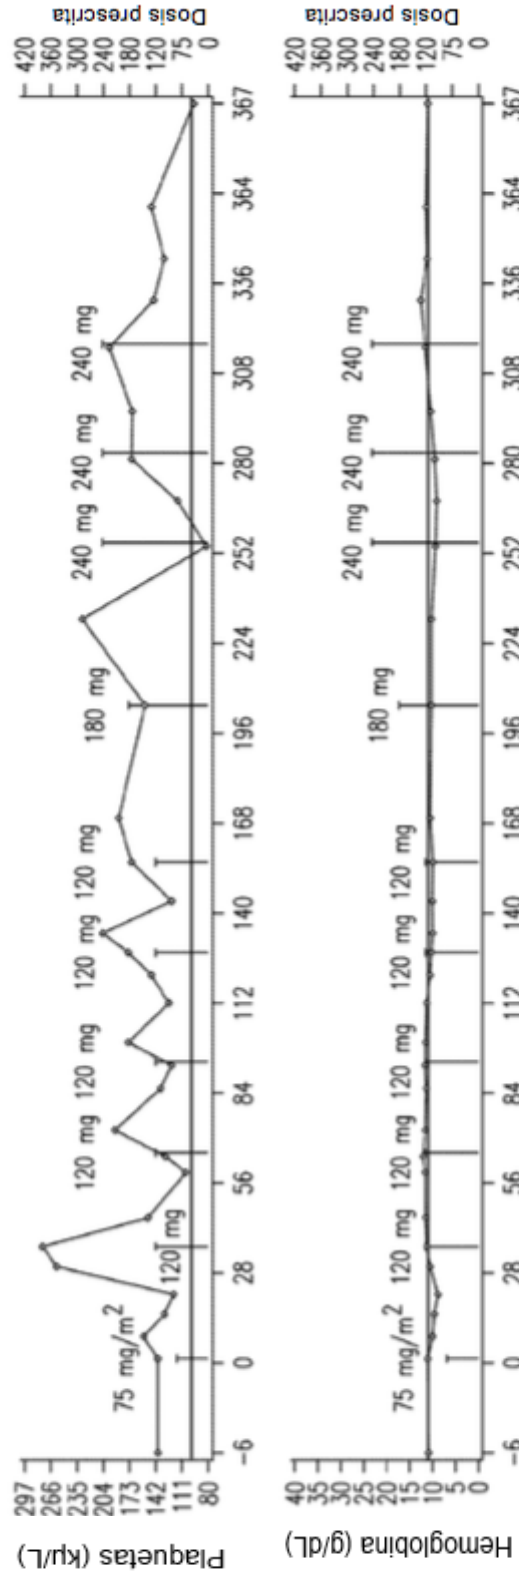 Plaquetas (kµ/L)
297
266
235
204
173
142
111
80
75 mg/m2
120 mg
120 mg
120 mg
120 mg
120 mg
180 mg
240 mg
240 mg
240 mg
420
360
300
240
180
120
75
0
Dosis prescrita
-6 0 28 56 84 112 140 168 196 224 252 280 308 336 364 367
Hemoglobina (g/dL)
40
35
30
25
20
15
10
5
0
75 mg/m2
120 mg
120 mg
120 mg
120 mg
120 mg
180 mg
240 mg
240 mg
240 mg
420
360
300
240
180
120
75
0
Dosis prescrita
-6 0 28 56 84 112 140 168 196 224 252 280 308 336 364 367